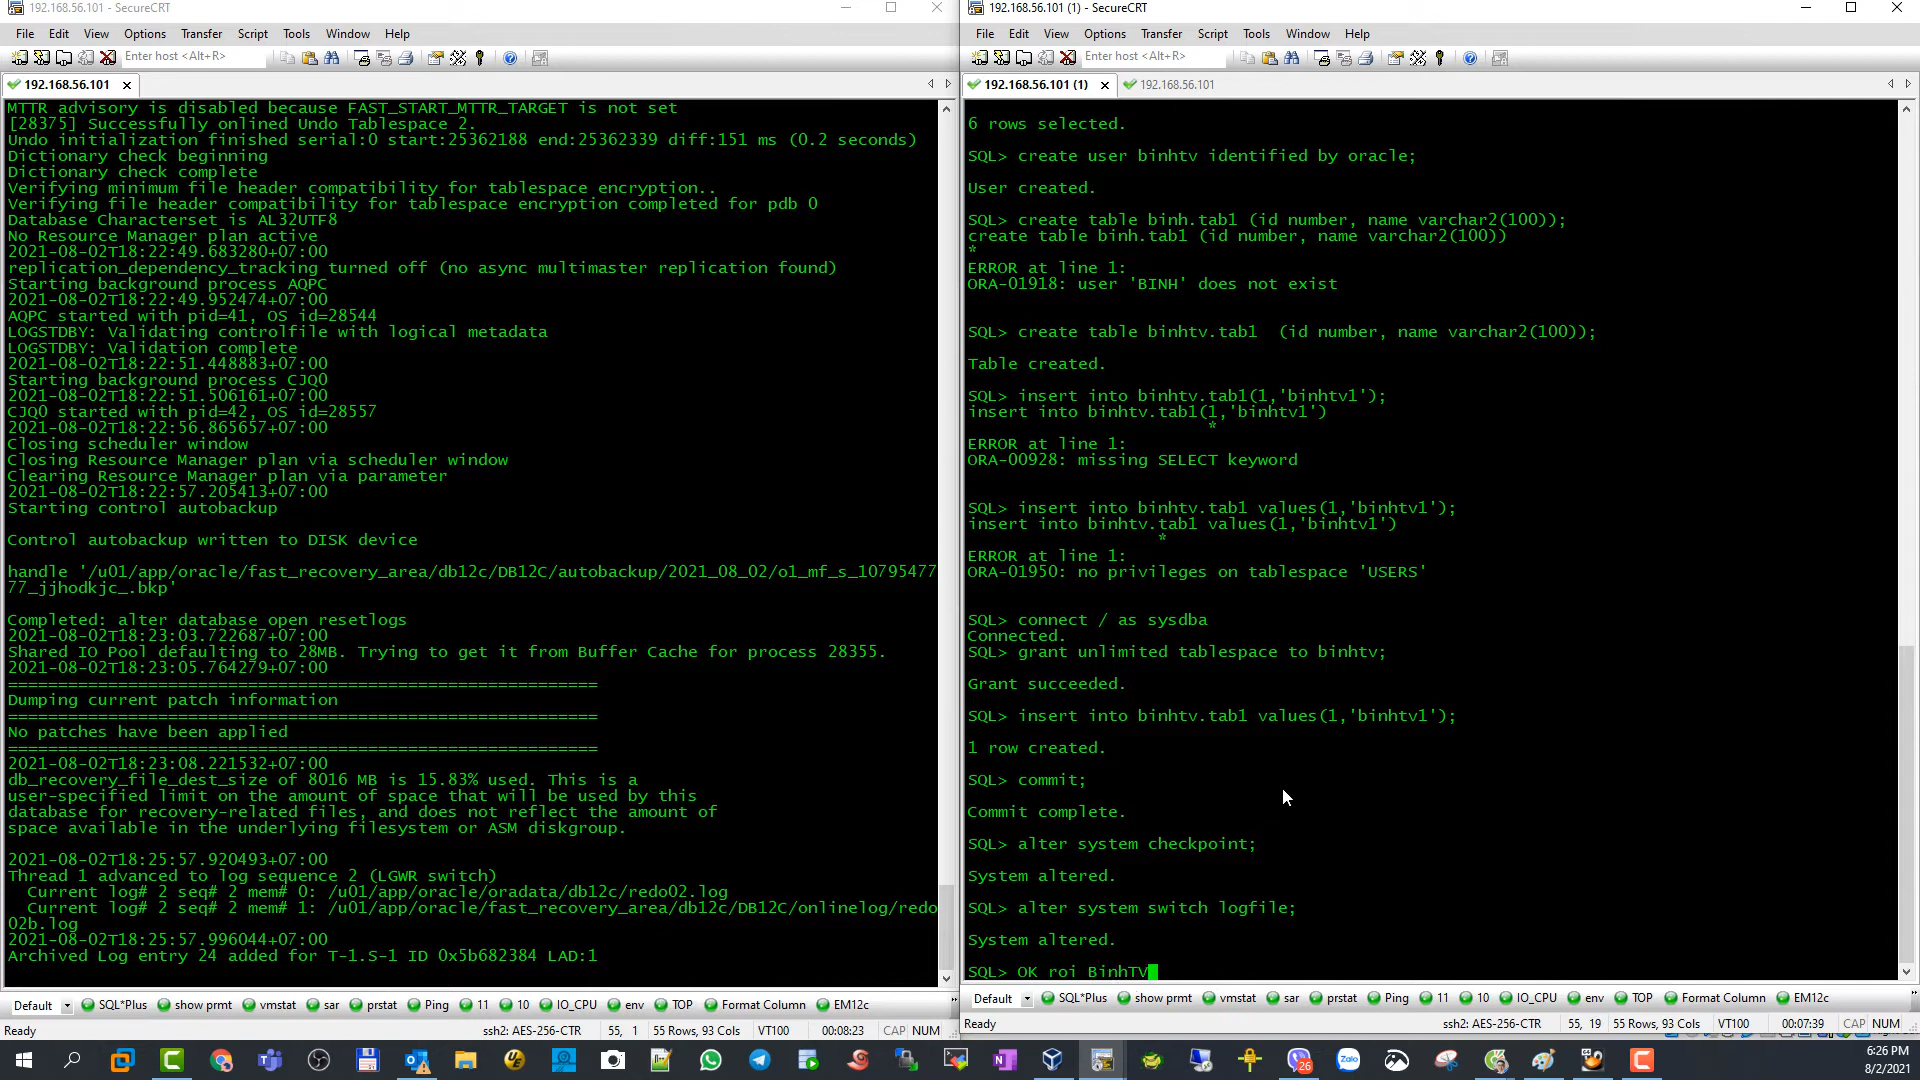 192.168.56.101 - SecureCRT
File Edit View Options Transfer Script Tools Window Help
Enter host <Alt+R>
192.168.56.101
MTTR advisory is disabled because FAST_START_MTTR_TARGET is not set
[28375] Successfully onlined Undo Tablespace 2.
Undo initialization finished serial:0 start:25362188 end:25362339 diff:151 ms (0.2 seconds)
Dictionary check beginning
Dictionary check complete
Verifying minimum file header compatibility for tablespace encryption..
Verifying file header compatibility for tablespace encryption completed for pdb 0
Database Characterset is AL32UTF8
No Resource Manager plan active
2021-08-02T18:22:49.683280+07:00
replication_dependency_tracking turned off (no async multimaster replication found)
Starting background process AQPC
2021-08-02T18:22:49.952474+07:00
AQPC started with pid=41, OS id=28544
LOGSTDBY: Validating controlfile with logical metadata
LOGSTDBY: Validation complete
2021-08-02T18:22:51.448883+07:00
Starting background process CJQ0
2021-08-02T18:22:51.506161+07:00
CJQ0 started with pid=42, OS id=28557
2021-08-02T18:22:56.865657+07:00
Closing scheduler window
Closing Resource Manager plan via scheduler window
Clearing Resource Manager plan via parameter
2021-08-02T18:22:57.205413+07:00
Starting control autobackup
Control autobackup written to DISK device
handle '/u01/app/oracle/fast_recovery_area/db12c/DB12C/autobackup/2021_08_02/o1_mf_s_10795477
77_jjhodkjc_.bkp'
Completed: alter database open resetlogs
2021-08-02T18:23:03.722687+07:00
Shared IO Pool defaulting to 28MB. Trying to get it from Buffer Cache for process 28355.
2021-08-02T18:23:05.764279+07:00
===========================================================
Dumping current patch information
===========================================================
No patches have been applied
===========================================================
2021-08-02T18:23:08.221532+07:00
db_recovery_file_dest_size of 8016 MB is 15.83% used. This is a
user-specified limit on the amount of space that will be used by this
database for recovery-related files, and does not reflect the amount of
space available in the underlying filesystem or ASM diskgroup.
2021-08-02T18:25:57.920493+07:00
Thread 1 advanced to log sequence 2 (LGWR switch)
Current log# 2 seq# 2 mem# 0: /u01/app/oracle/oradata/db12c/redo02.log
Current log# 2 seq# 2 mem# 1: /u01/app/oracle/fast_recovery_area/db12c/DB12C/onlinelog/redo
02b.log
2021-08-02T18:25:57.996044+07:00
Archived Log entry 24 added for T-1.S-1 ID 0x5b682384 LAD:1
Default SQL*Plus show prmt vmstat sar prstat Ping 11 10 IO_CPU env TOP Format Column EM12c
Ready ssh2: AES-256-CTR 55, 1 55 Rows, 93 Cols VT100 00:08:23 CAP NUM
192.168.56.101 (1) - SecureCRT
File Edit View Options Transfer Script Tools Window Help
Enter host <Alt+R>
192.168.56.101 (1) 192.168.56.101
6 rows selected.
SQL> create user binhtv identified by oracle;
User created.
SQL> create table binh.tab1 (id number, name varchar2(100));
create table binh.tab1 (id number, name varchar2(100))
*
ERROR at line 1:
ORA-01918: user 'BINH' does not exist
SQL> create table binhtv.tab1  (id number, name varchar2(100));
Table created.
SQL> insert into binhtv.tab1(1,'binhtv1');
insert into binhtv.tab1(1,'binhtv1')
*
ERROR at line 1:
ORA-00928: missing SELECT keyword
SQL> insert into binhtv.tab1 values(1,'binhtv1');
insert into binhtv.tab1 values(1,'binhtv1')
*
ERROR at line 1:
ORA-01950: no privileges on tablespace 'USERS'
SQL> connect / as sysdba
Connected.
SQL> grant unlimited tablespace to binhtv;
Grant succeeded.
SQL> insert into binhtv.tab1 values(1,'binhtv1');
1 row created.
SQL> commit;
Commit complete.
SQL> alter system checkpoint;
System altered.
SQL> alter system switch logfile;
System altered.
SQL> OK roi BinhTV
Default SQL*Plus show prmt vmstat sar prstat Ping 11 10 IO_CPU env TOP Format Column EM12c
Ready ssh2: AES-256-CTR 55, 19 55 Rows, 93 Cols VT100 00:07:39 CAP NUM
26
Zalo
6:26 PM
8/2/2021